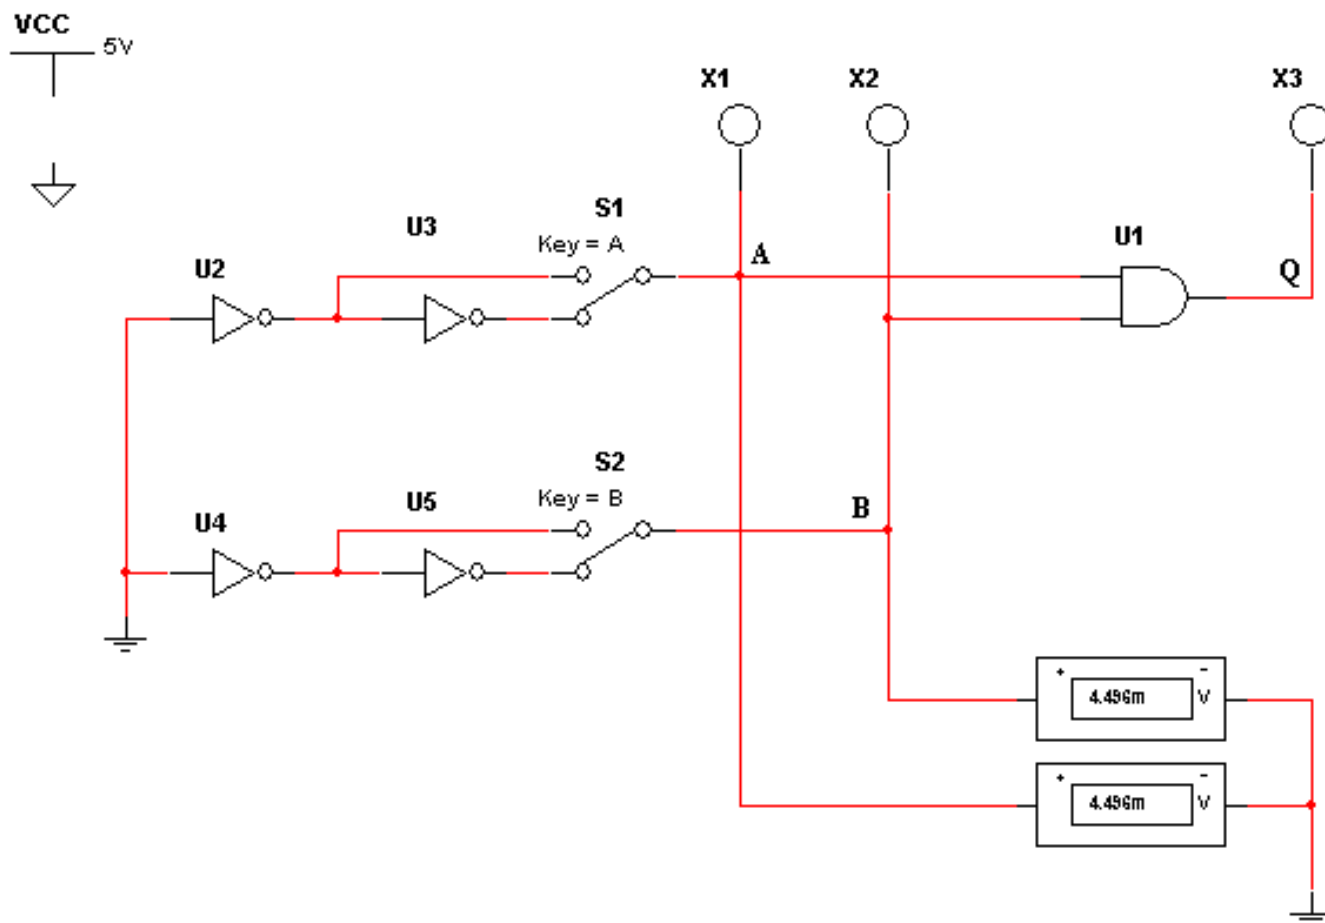 VCC
5V
X1
X2
X3
S1
Key = A
U3
U2
A
U1
Q
S2
Key = B
U5
U4
B
+ 4.496m - V
+ 4.496m - V